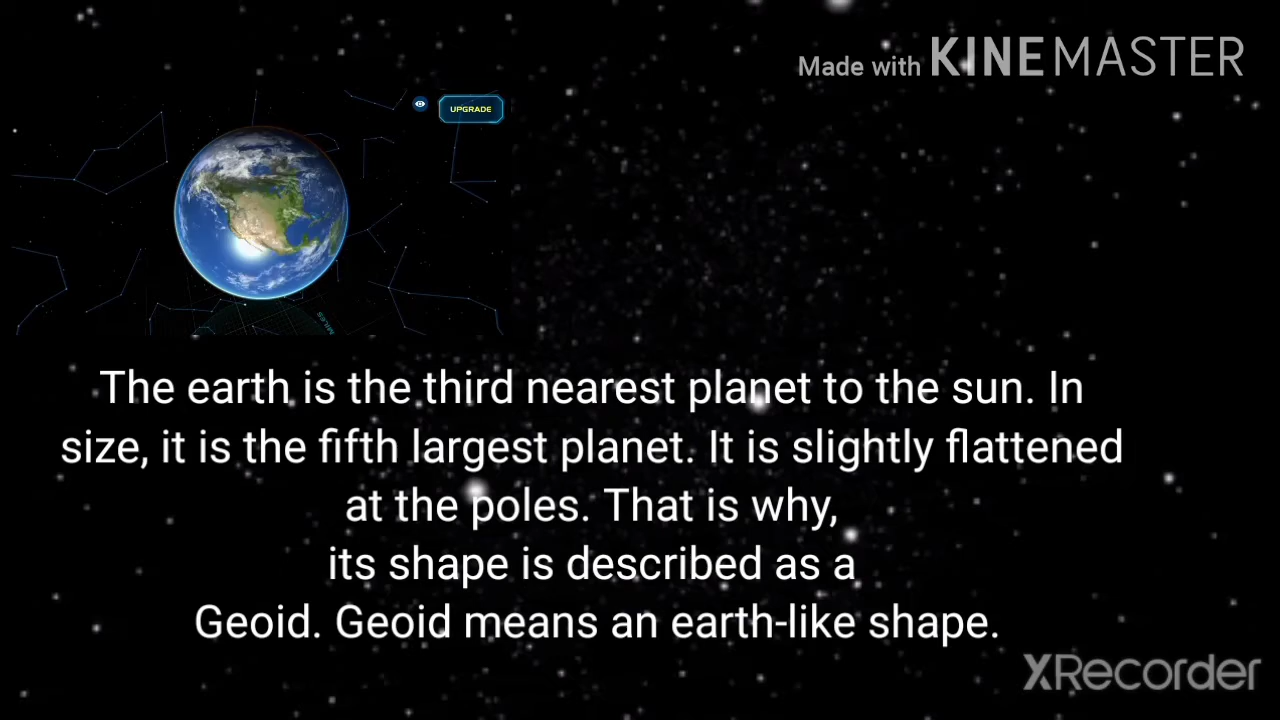 Made with KINEMASTER
UPGRADE
MILES
The earth is the third nearest planet to the sun. In
size, it is the fifth largest planet. It is slightly flattened
at the poles. That is why,
its shape is described as a
Geoid. Geoid means an earth-like shape.
XRecorder